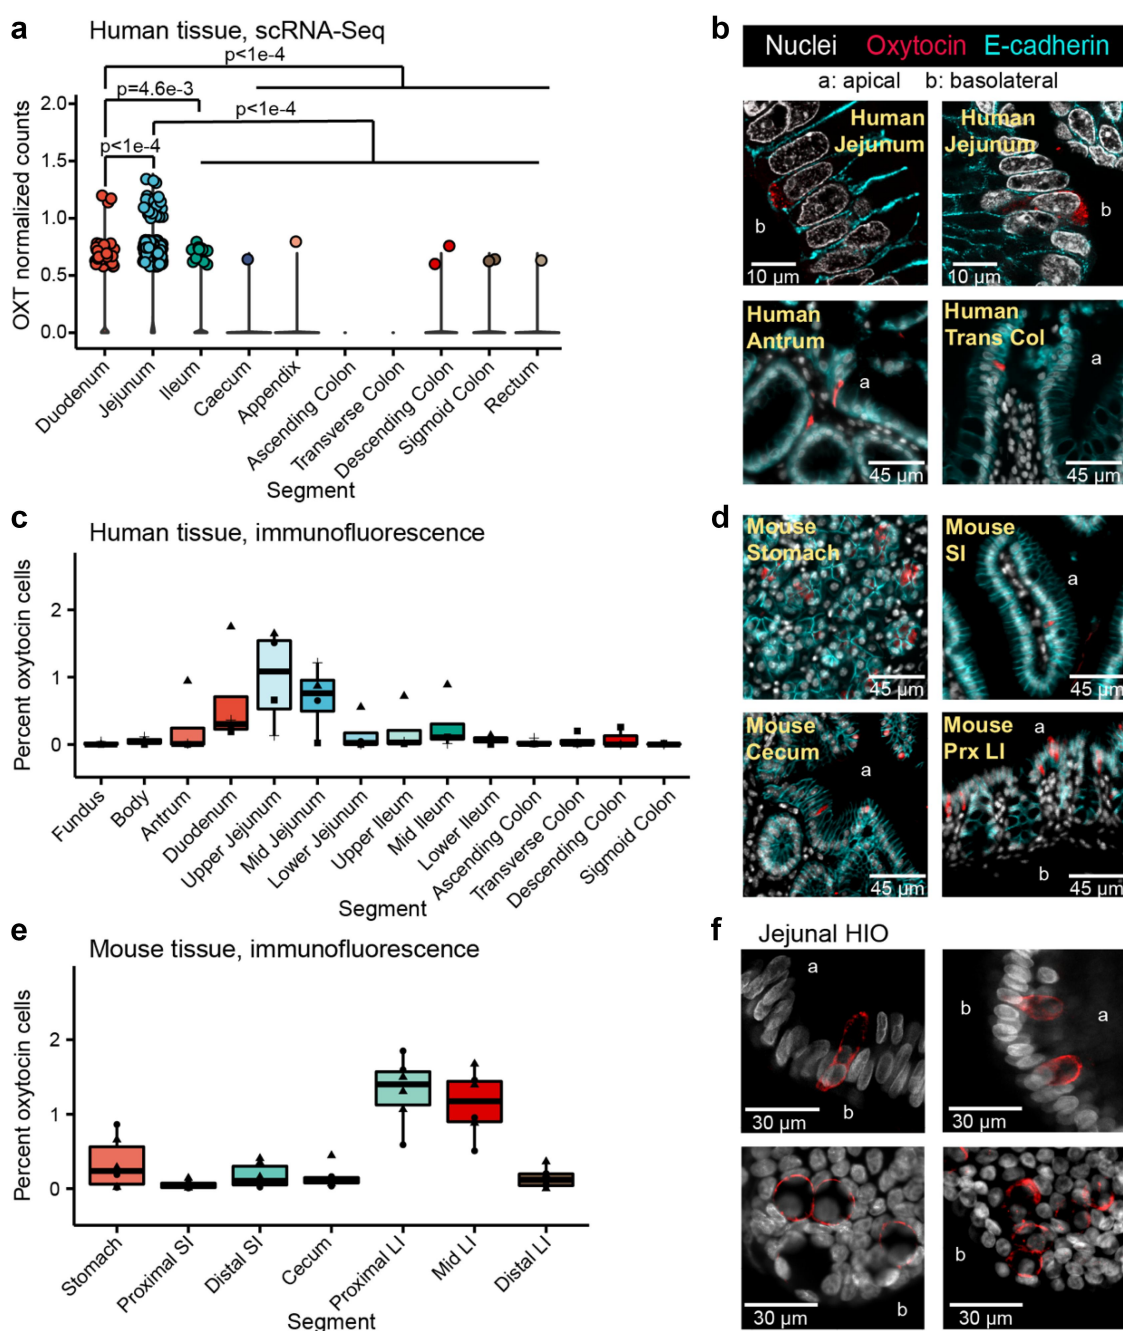 a
Human tissue, scRNA-Seq
p<1e-4
p=4.6e-3
p<1e-4
p<1e-4
OXT normalized counts
2.0
1.5
1.0
0.5
0.0
Duodenum
Jejunum
Ileum
Caecum
Appendix
Ascending Colon
Transverse Colon
Descending Colon
Sigmoid Colon
Rectum
Segment
b
Nuclei Oxytocin E-cadherin
a: apical b: basolateral
Human
Jejunum
b
10 µm
Human
Jejunum
b
10 µm
Human
Antrum
a
45 µm
Human
Trans Col
a
45 µm
c
Human tissue, immunofluorescence
Percent oxytocin cells
2
1
0
Fundus
Body
Antrum
Duodenum
Upper Jejunum
Mid Jejunum
Lower Jejunum
Upper Ileum
Mid Ileum
Lower Ileum
Ascending Colon
Transverse Colon
Descending Colon
Sigmoid Colon
Segment
d
Mouse
Stomach
45 µm
Mouse
SI
a
45 µm
Mouse
Cecum
a
45 µm
Mouse
Prx LI
a
b
45 µm
e
Mouse tissue, immunofluorescence
Percent oxytocin cells
2
1
0
Stomach
Proximal SI
Distal SI
Cecum
Proximal LI
Mid LI
Distal LI
Segment
f
Jejunal HIO
a
b
30 µm
b
a
30 µm
30 µm
b
b
30 µm